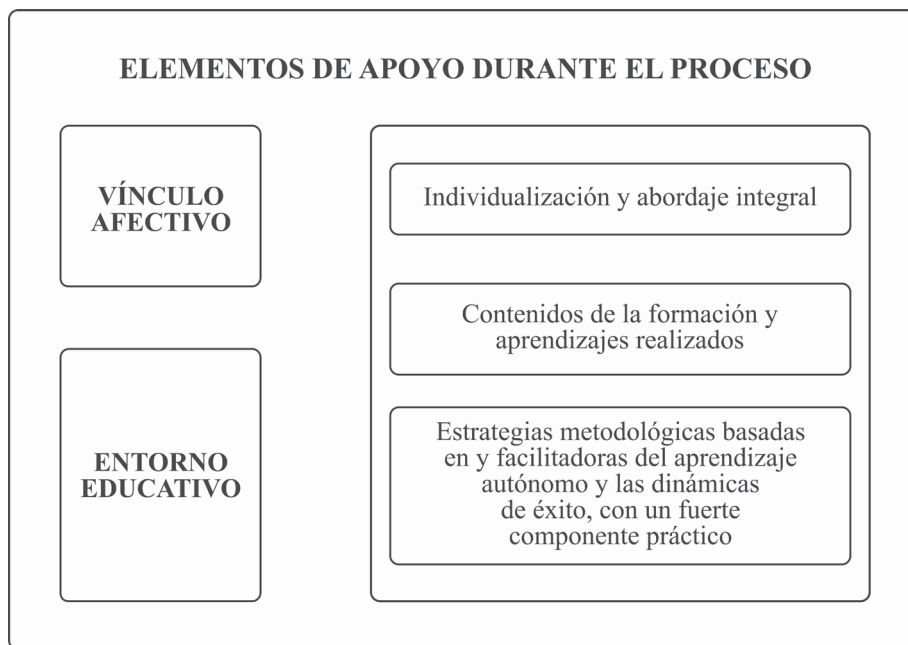 ELEMENTOS DE APOYO DURANTE EL PROCESO
VÍNCULO
AFECTIVO
ENTORNO
EDUCATIVO
Individualización y abordaje integral
Contenidos de la formación y
aprendizajes realizados
Estrategias metodológicas basadas
en y facilitadoras del aprendizaje
autónomo y las dinámicas
de éxito, con un fuerte
componente práctico